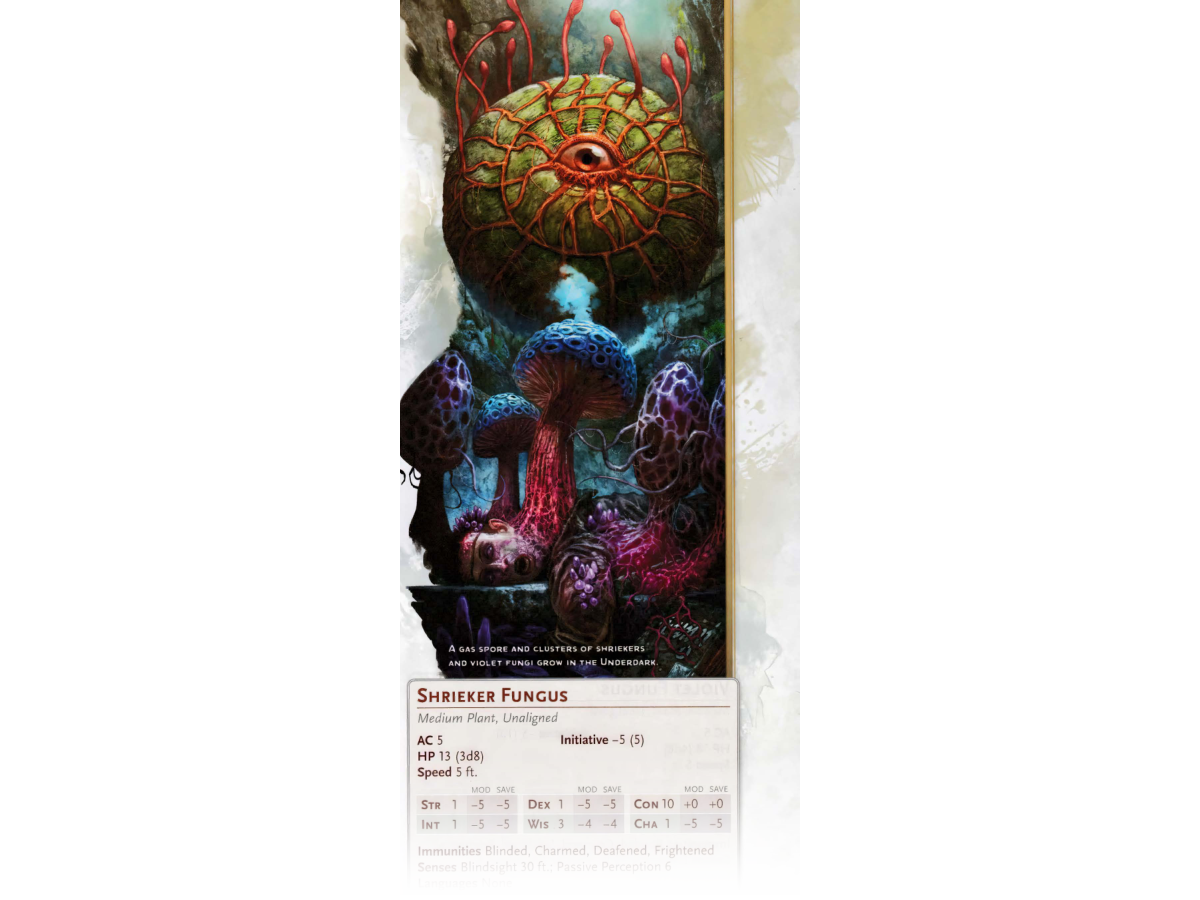 A gas spore and clusters of shriekers
and violet fungi grow in the Underdark.
Shrieker Fungus
Medium Plant, Unaligned
AC 5 Initiative –5 (5)
HP 13 (3d8)
Speed 5 ft.
MOD SAVE MOD SAVE MOD SAVE
Str 1 –5 –5 Dex 1 –5 –5 Con 10 +0 +0
Int 1 –5 –5 Wis 3 –4 –4 Cha 1 –5 –5
Immunities Blinded, Charmed, Deafened, Frightened
Senses Blindsight 30 ft.; Passive Perception 6